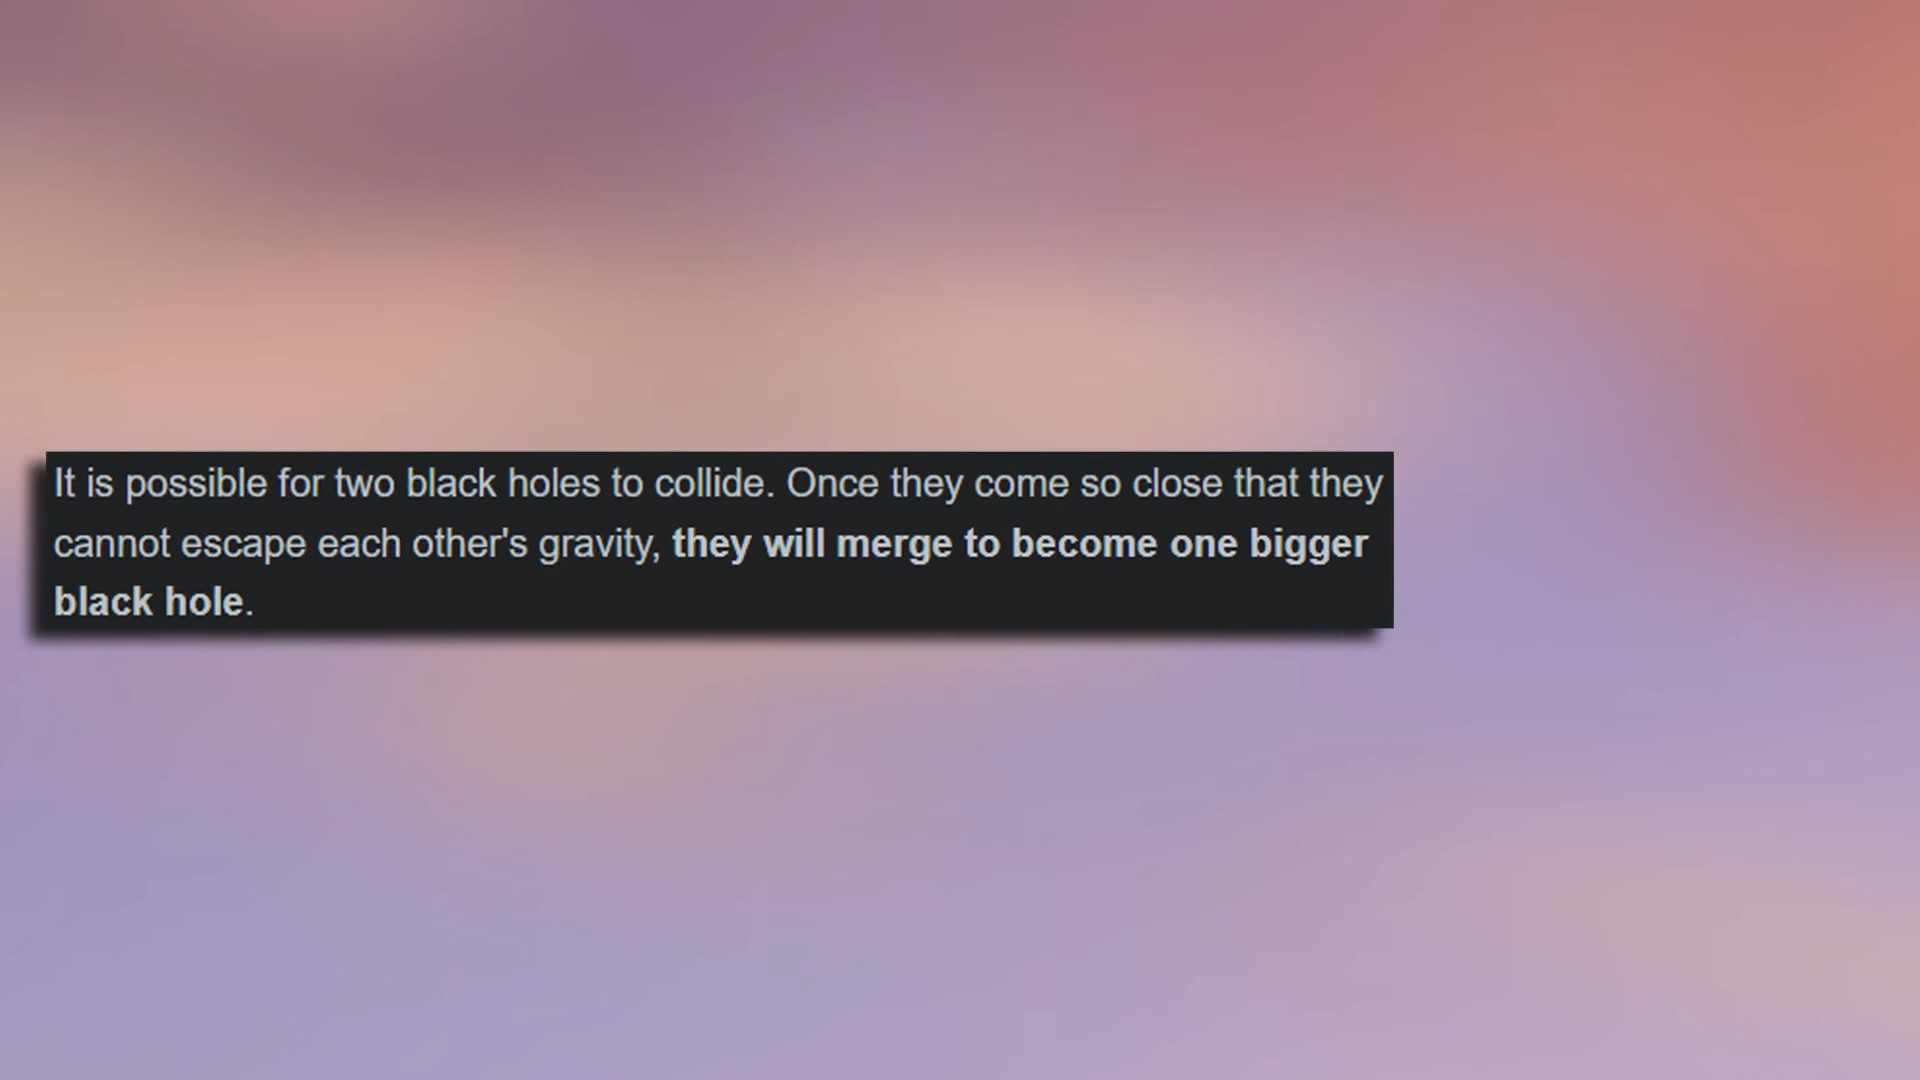 It is possible for two black holes to collide. Once they come so close that they
cannot escape each other's gravity, they will merge to become one bigger
black hole.